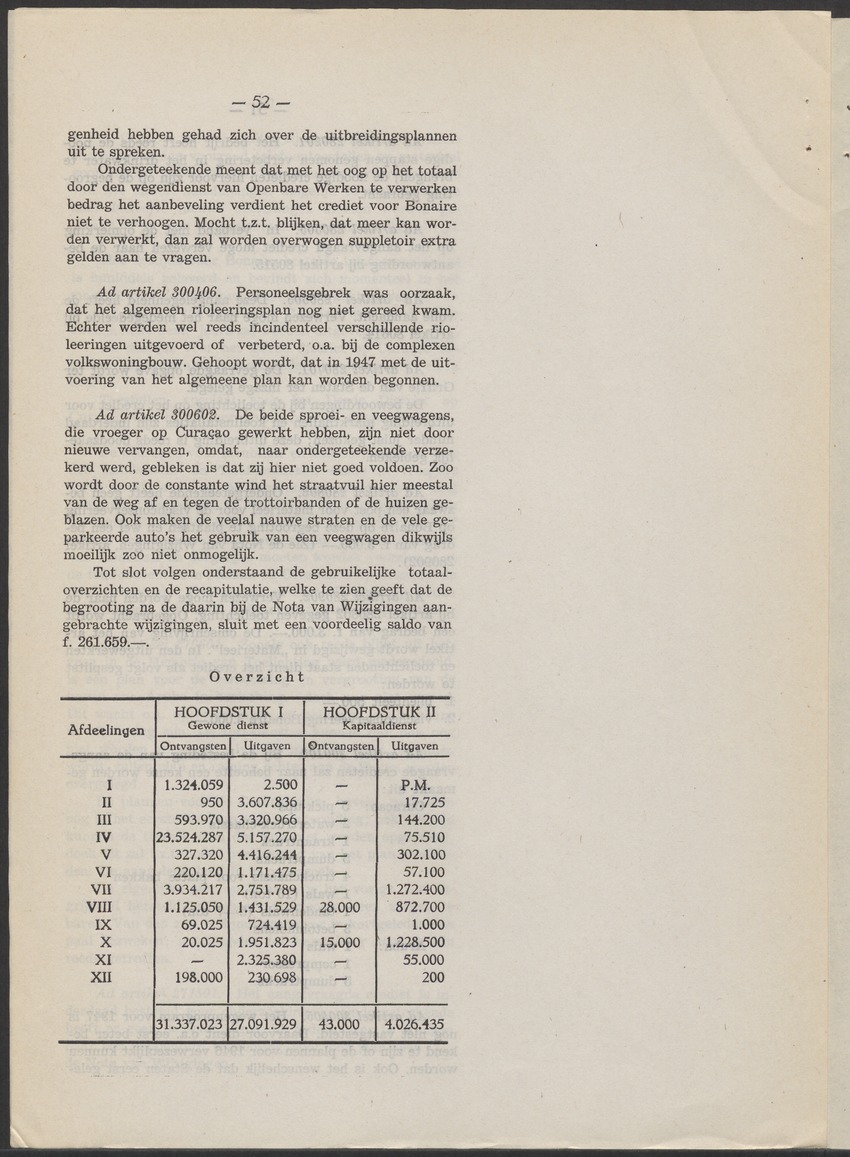 — 52 —
genheid hebben gehad zich over de uitbreidingsplannen
uit te spreken.
Ondergeteekende meent dat met het oog op het totaal
door den wegendienst van Openbare Werken te verwerken
bedrag het aanbeveling verdient het crediet voor Bonaire
niet te verhoogen. Mocht t.z.t. blijken, dat meer kan wor-
den verwerkt, dan zal worden overwogen suppletoir extra
gelden aan te vragen.
Ad artikel 300406. Personeelsgebrek was oorzaak,
dat het algemeen rioleeringsplan nog niet gereed kwam.
Echter werden wel reeds incindenteel verschillende rio-
leeringen uitgevoerd of verbeterd, o.a. bij de complexen
volkswoningbouw. Gehoopt wordt, dat in 1947 met de uit-
voering van het algemeene plan kan worden begonnen.
Ad artikel 300602. De beide sproei- en veegwagens,
die vroeger op Curaçao gewerkt hebben, zijn niet door
nieuwe vervangen, omdat, naar ondergeteekende verze-
kerd werd, gebleken is dat zij hier niet goed voldoen. Zoo
wordt door de constante wind het straatvuil hier meestal
van de weg af en tegen de trottoirbanden of de huizen ge-
blazen. Ook maken de veelal nauwe straten en de vele ge-
parkeerde auto's het gebruik van een veegwagen dikwijls
moeilijk zoo niet onmogelijk.
Tot slot volgen onderstaand de gebruikelijke totaal-
overzichten en de recapitulatie, welke te zien geeft dat de
begrooting na de daarin bij de Nota van Wijzigingen aan-
gebrachte wijzigingen, sluit met een voordeelig saldo van
f. 261.659.—.
Overzicht
Afdeelingen HOOFDSTUK I HOOFDSTUK II
Gewone dienst Kapitaaldienst
Ontvangsten Uitgaven Ontvangsten Uitgaven
I 1.324.059 2.500 — P.M.
II 950 3.607.836 — 17.725
III 593.970 3.320.966 — 144.200
IV 23.524.287 5.157.270 — 75.510
V 327.320 4.416.244 — 302.100
VI 220.120 1.171.475 — 57.100
VII 3.934.217 2.751.789 — 1.272.400
VIII 1.125.050 1.431.529 28.000 872.700
IX 69.025 724.419 — 1.000
X 20.025 1.951.823 15.000 1.228.500
XI — 2.325.380 — 55.000
XII 198.000 230.698 — 200
31.337.023 27.091.929 43.000 4.026.435